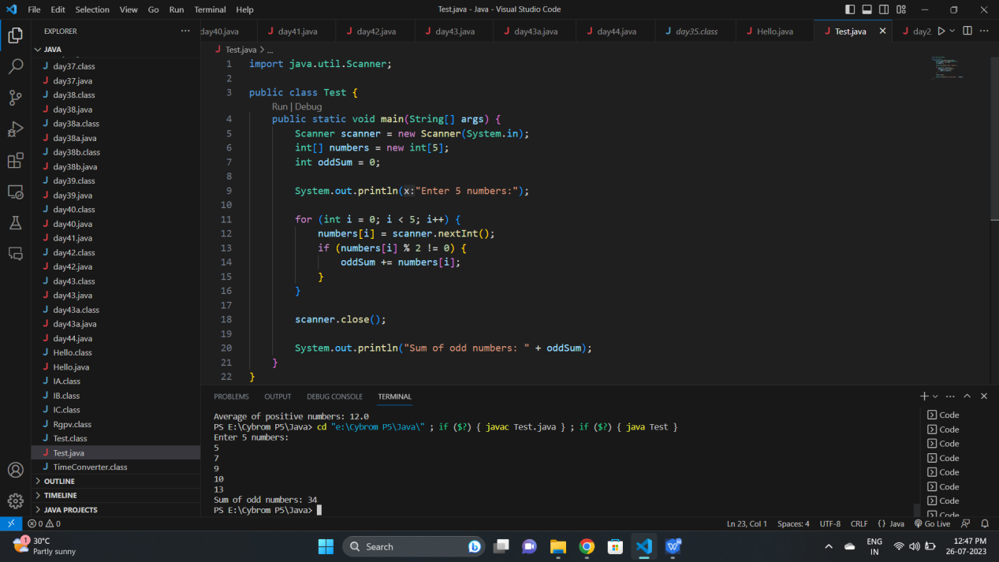 File Edit Selection View Go Run Terminal Help
Test.java - Java - Visual Studio Code
EXPLORER
day40.java
day41.java
day42.java
day43.java
day43a.java
day44.java
day35.class
Hello.java
Test.java
day2
JAVA
Test.java > ...
day37.class
day37.java
day38.class
day38.java
day38a.class
day38a.java
day38b.class
day38b.java
day39.class
day39.java
day40.class
day40.java
day41.java
day42.class
day42.java
day43.class
day43.java
day43a.class
day43a.java
day44.java
Hello.class
Hello.java
IA.class
IB.class
IC.class
Rgpv.class
Test.class
Test.java
TimeConverter.class
OUTLINE
TIMELINE
JAVA PROJECTS
1 import java.util.Scanner;
2
3 public class Test {
Run | Debug
4 public static void main(String[] args) {
5 Scanner scanner = new Scanner(System.in);
6 int[] numbers = new int[5];
7 int oddSum = 0;
8
9 System.out.println(x:"Enter 5 numbers:");
10
11 for (int i = 0; i < 5; i++) {
12 numbers[i] = scanner.nextInt();
13 if (numbers[i] % 2 != 0) {
14 oddSum += numbers[i];
15 }
16 }
17
18 scanner.close();
19
20 System.out.println("Sum of odd numbers: " + oddSum);
21 }
22 }
PROBLEMS OUTPUT DEBUG CONSOLE TERMINAL
Average of positive numbers: 12.0
PS E:\Cybrom P5\Java> cd "e:\Cybrom P5\Java\" ; if ($?) { javac Test.java } ; if ($?) { java Test }
Enter 5 numbers:
5
7
9
10
13
Sum of odd numbers: 34
PS E:\Cybrom P5\Java>
Code
Code
Code
Code
Code
Code
Code
Code
0 0
Ln 23, Col 1 Spaces: 4 UTF-8 CRLF {} Java Go Live
1
30°C
Partly sunny
Search
ENG
IN
12:47 PM
26-07-2023